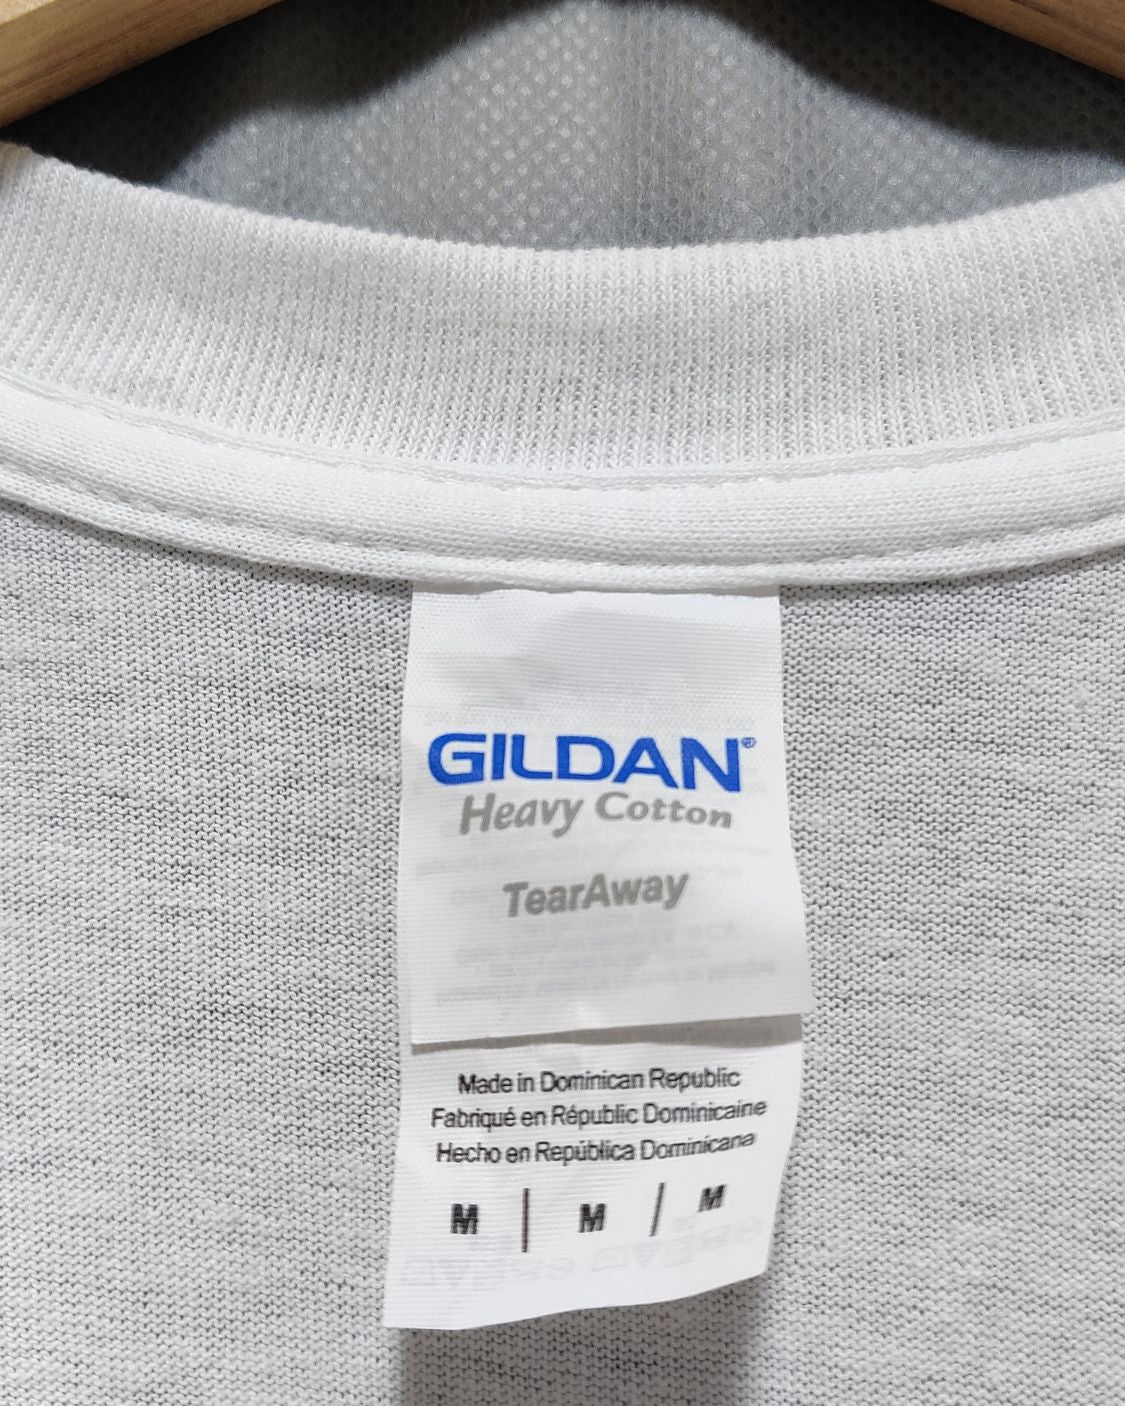 GILDAN®
Heavy Cotton
TearAway
Made in Dominican Republic
Fabriqué en Républic Dominicaine
Hecho en República Dominicana
M | M | M